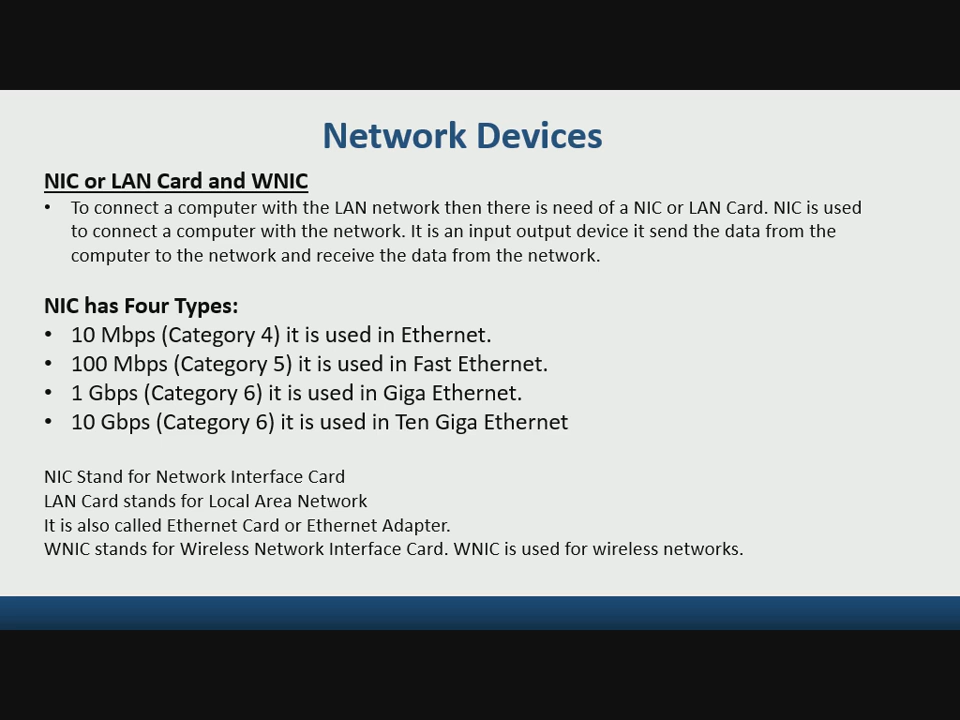 Network Devices
NIC or LAN Card and WNIC
• To connect a computer with the LAN network then there is need of a NIC or LAN Card. NIC is used
to connect a computer with the network. It is an input output device it send the data from the
computer to the network and receive the data from the network.
NIC has Four Types:
• 10 Mbps (Category 4) it is used in Ethernet.
• 100 Mbps (Category 5) it is used in Fast Ethernet.
• 1 Gbps (Category 6) it is used in Giga Ethernet.
• 10 Gbps (Category 6) it is used in Ten Giga Ethernet
NIC Stand for Network Interface Card
LAN Card stands for Local Area Network
It is also called Ethernet Card or Ethernet Adapter.
WNIC stands for Wireless Network Interface Card. WNIC is used for wireless networks.